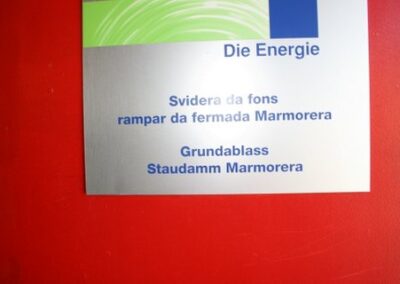 Die Energie
Svidera da fons
rampar da fermada Marmorera
Grundablass
Staudamm Marmorera